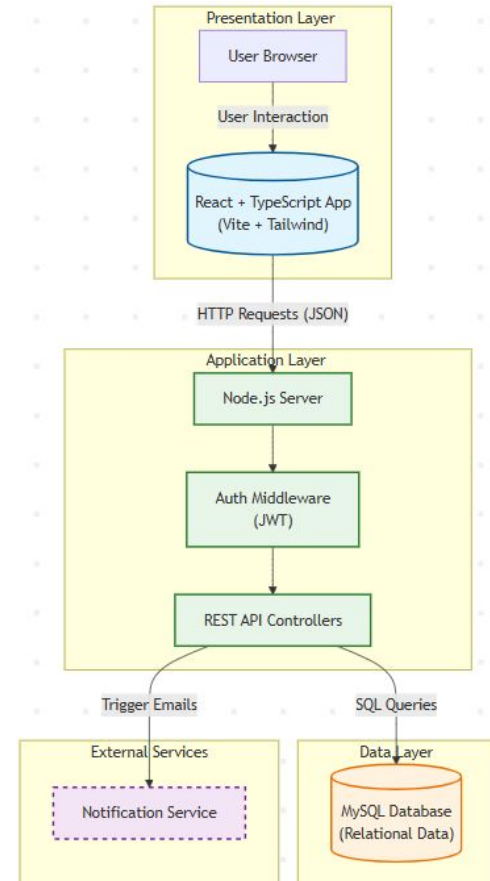 Presentation Layer
User Browser
User Interaction
React + TypeScript App
(Vite + Tailwind)
HTTP Requests (JSON)
Application Layer
Node.js Server
Auth Middleware
(JWT)
REST API Controllers
Trigger Emails
SQL Queries
External Services
Data Layer
Notification Service
MySQL Database
(Relational Data)